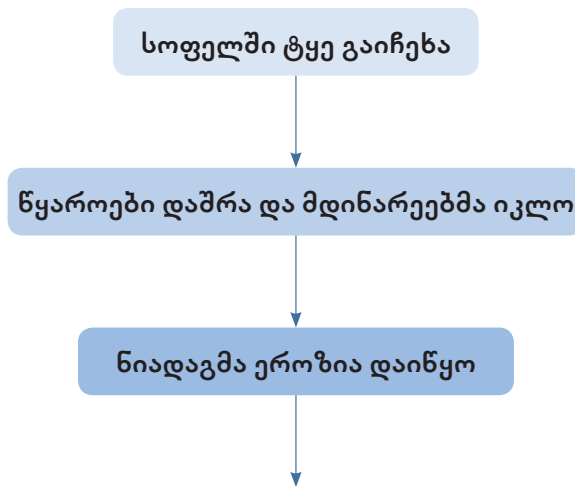 სოფელში ტყე გაიჩეხა
წყაროები დაშრა და მდინარეებმა იკლო
ნიადაგმა ეროზია დაიწყო